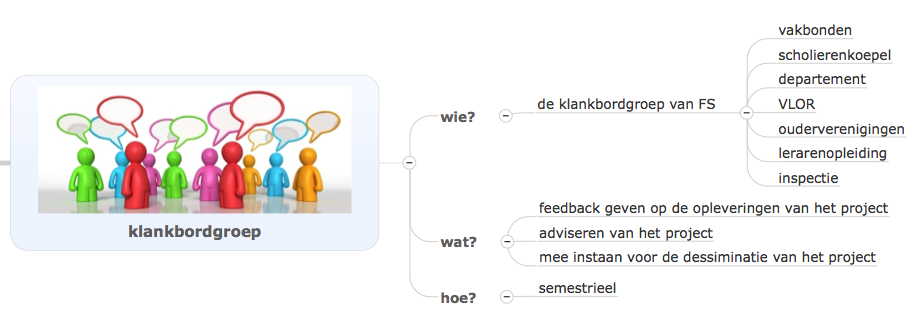 klankbordgroep
wie?
de klankbordgroep van FS
vakbonden
scholierenkoepel
departement
VLOR
ouderverenigingen
lerarenopleiding
inspectie
wat?
feedback geven op de opleveringen van het project
adviseren van het project
mee instaan voor de dessiminatie van het project
hoe?
semestrieel